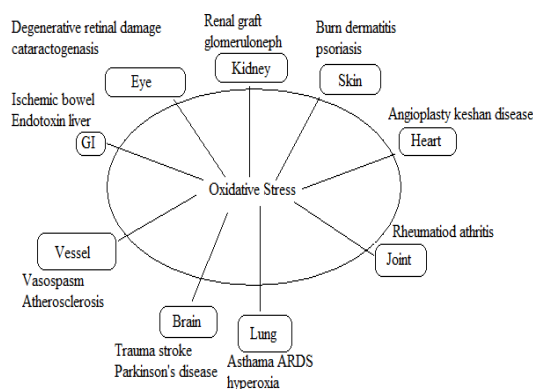 Degenerative retinal damage
cataractogenasis
Eye
Renal graft
glomeruloneph
Kidney
Burn dermatitis
psoriasis
Skin
Ischemic bowel
Endotoxin liver
GI
Angioplasty keshan disease
Heart
Oxidative Stress
Rheumatiod athritis
Joint
Vessel
Vasospasm
Atherosclerosis
Brain
Trauma stroke
Parkinson's disease
Lung
Asthama ARDS
hyperoxia